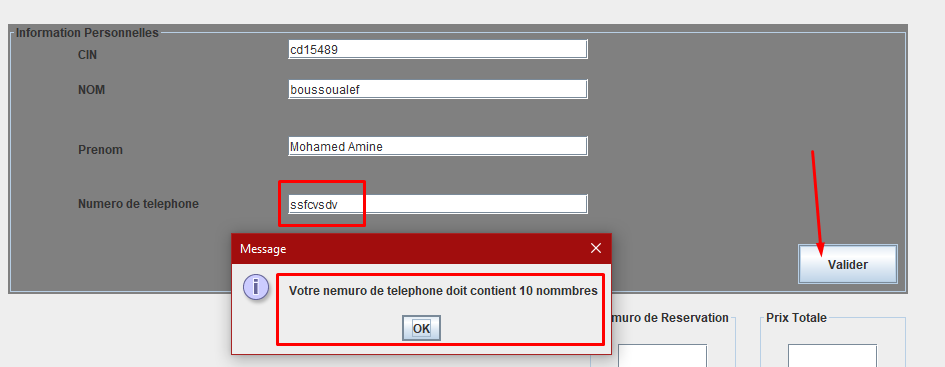 Information Personnelles
CIN
cd15489
NOM
boussoualef
Prenom
Mohamed Amine
Numero de telephone
ssfcvsdv
Valider
Message
Votre nemuro de telephone doit contient 10 nommbres
OK
muro de Reservation
Prix Totale